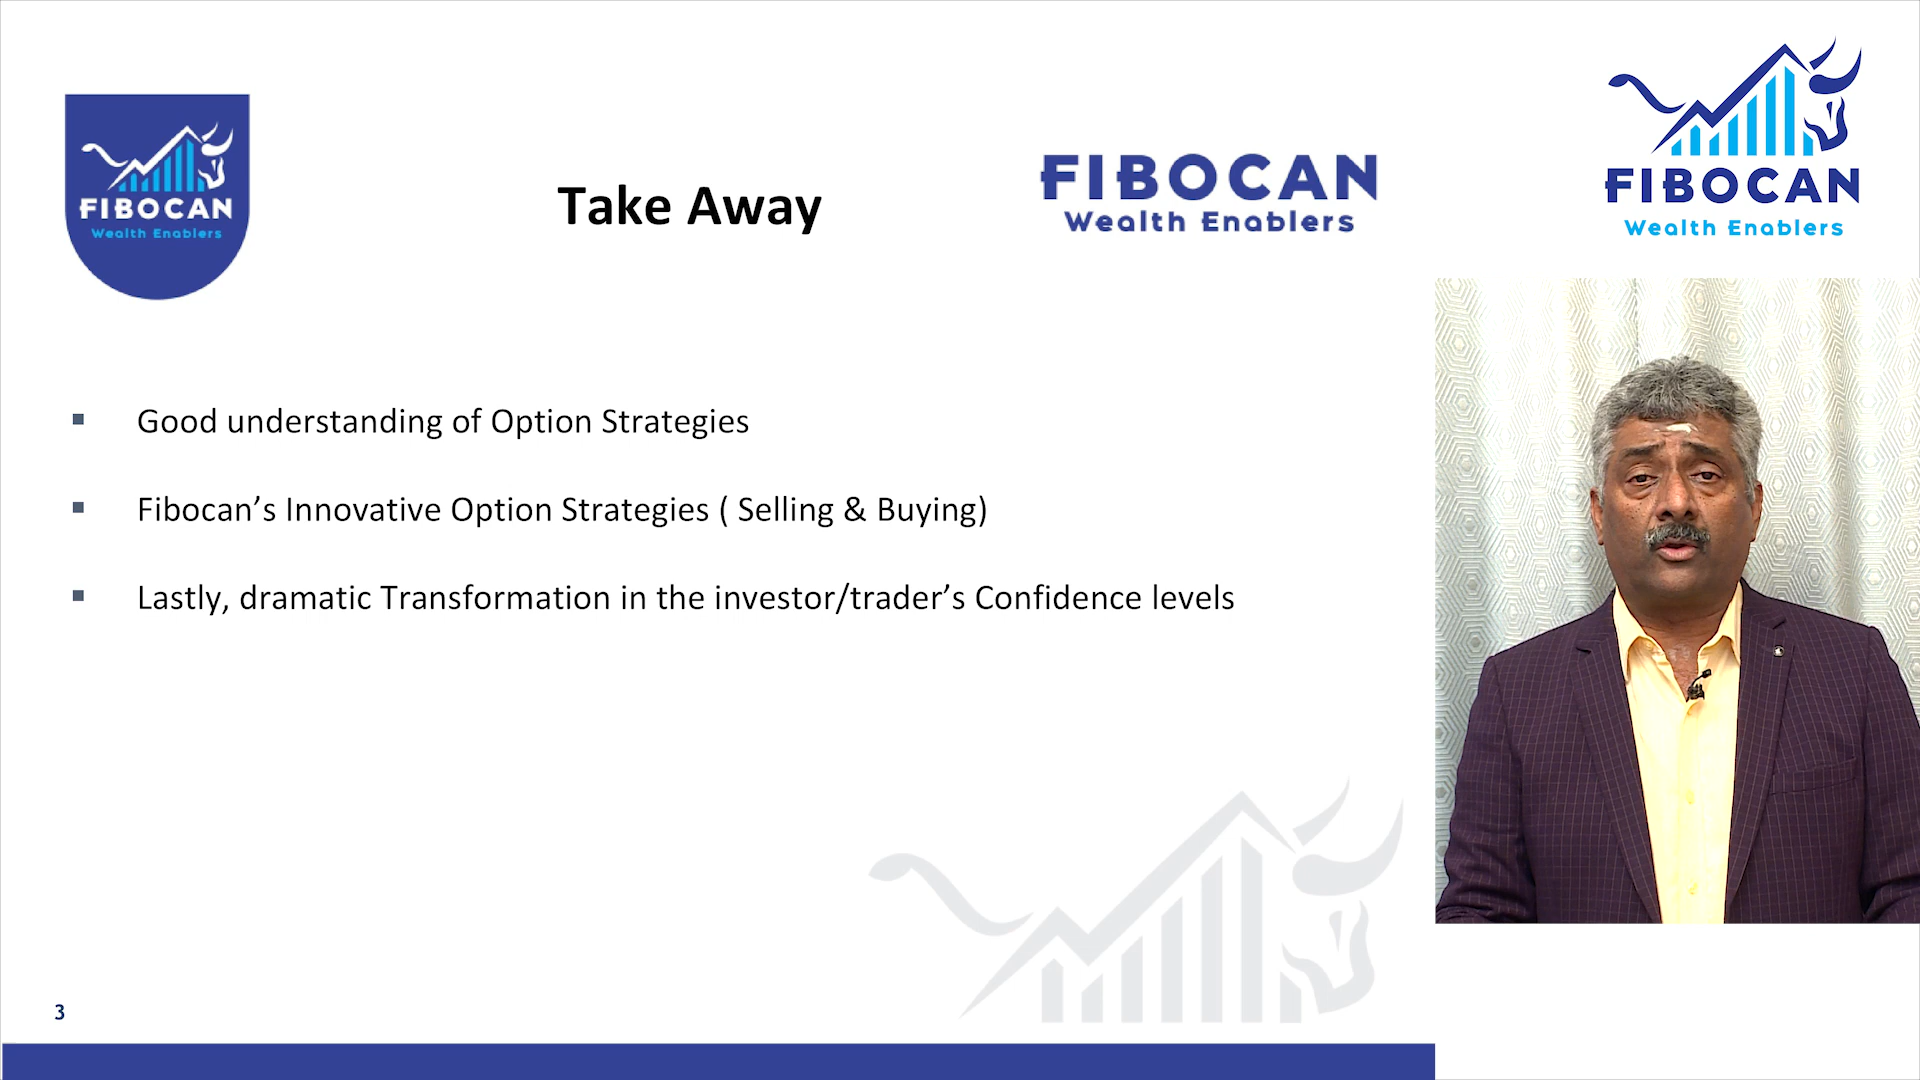 FIBOCAN
Wealth Enablers
Take Away
FIBOCAN
Wealth Enablers
FIBOCAN
Wealth Enablers
▪ Good understanding of Option Strategies
▪ Fibocan’s Innovative Option Strategies ( Selling & Buying)
▪ Lastly, dramatic Transformation in the investor/trader’s Confidence levels
3